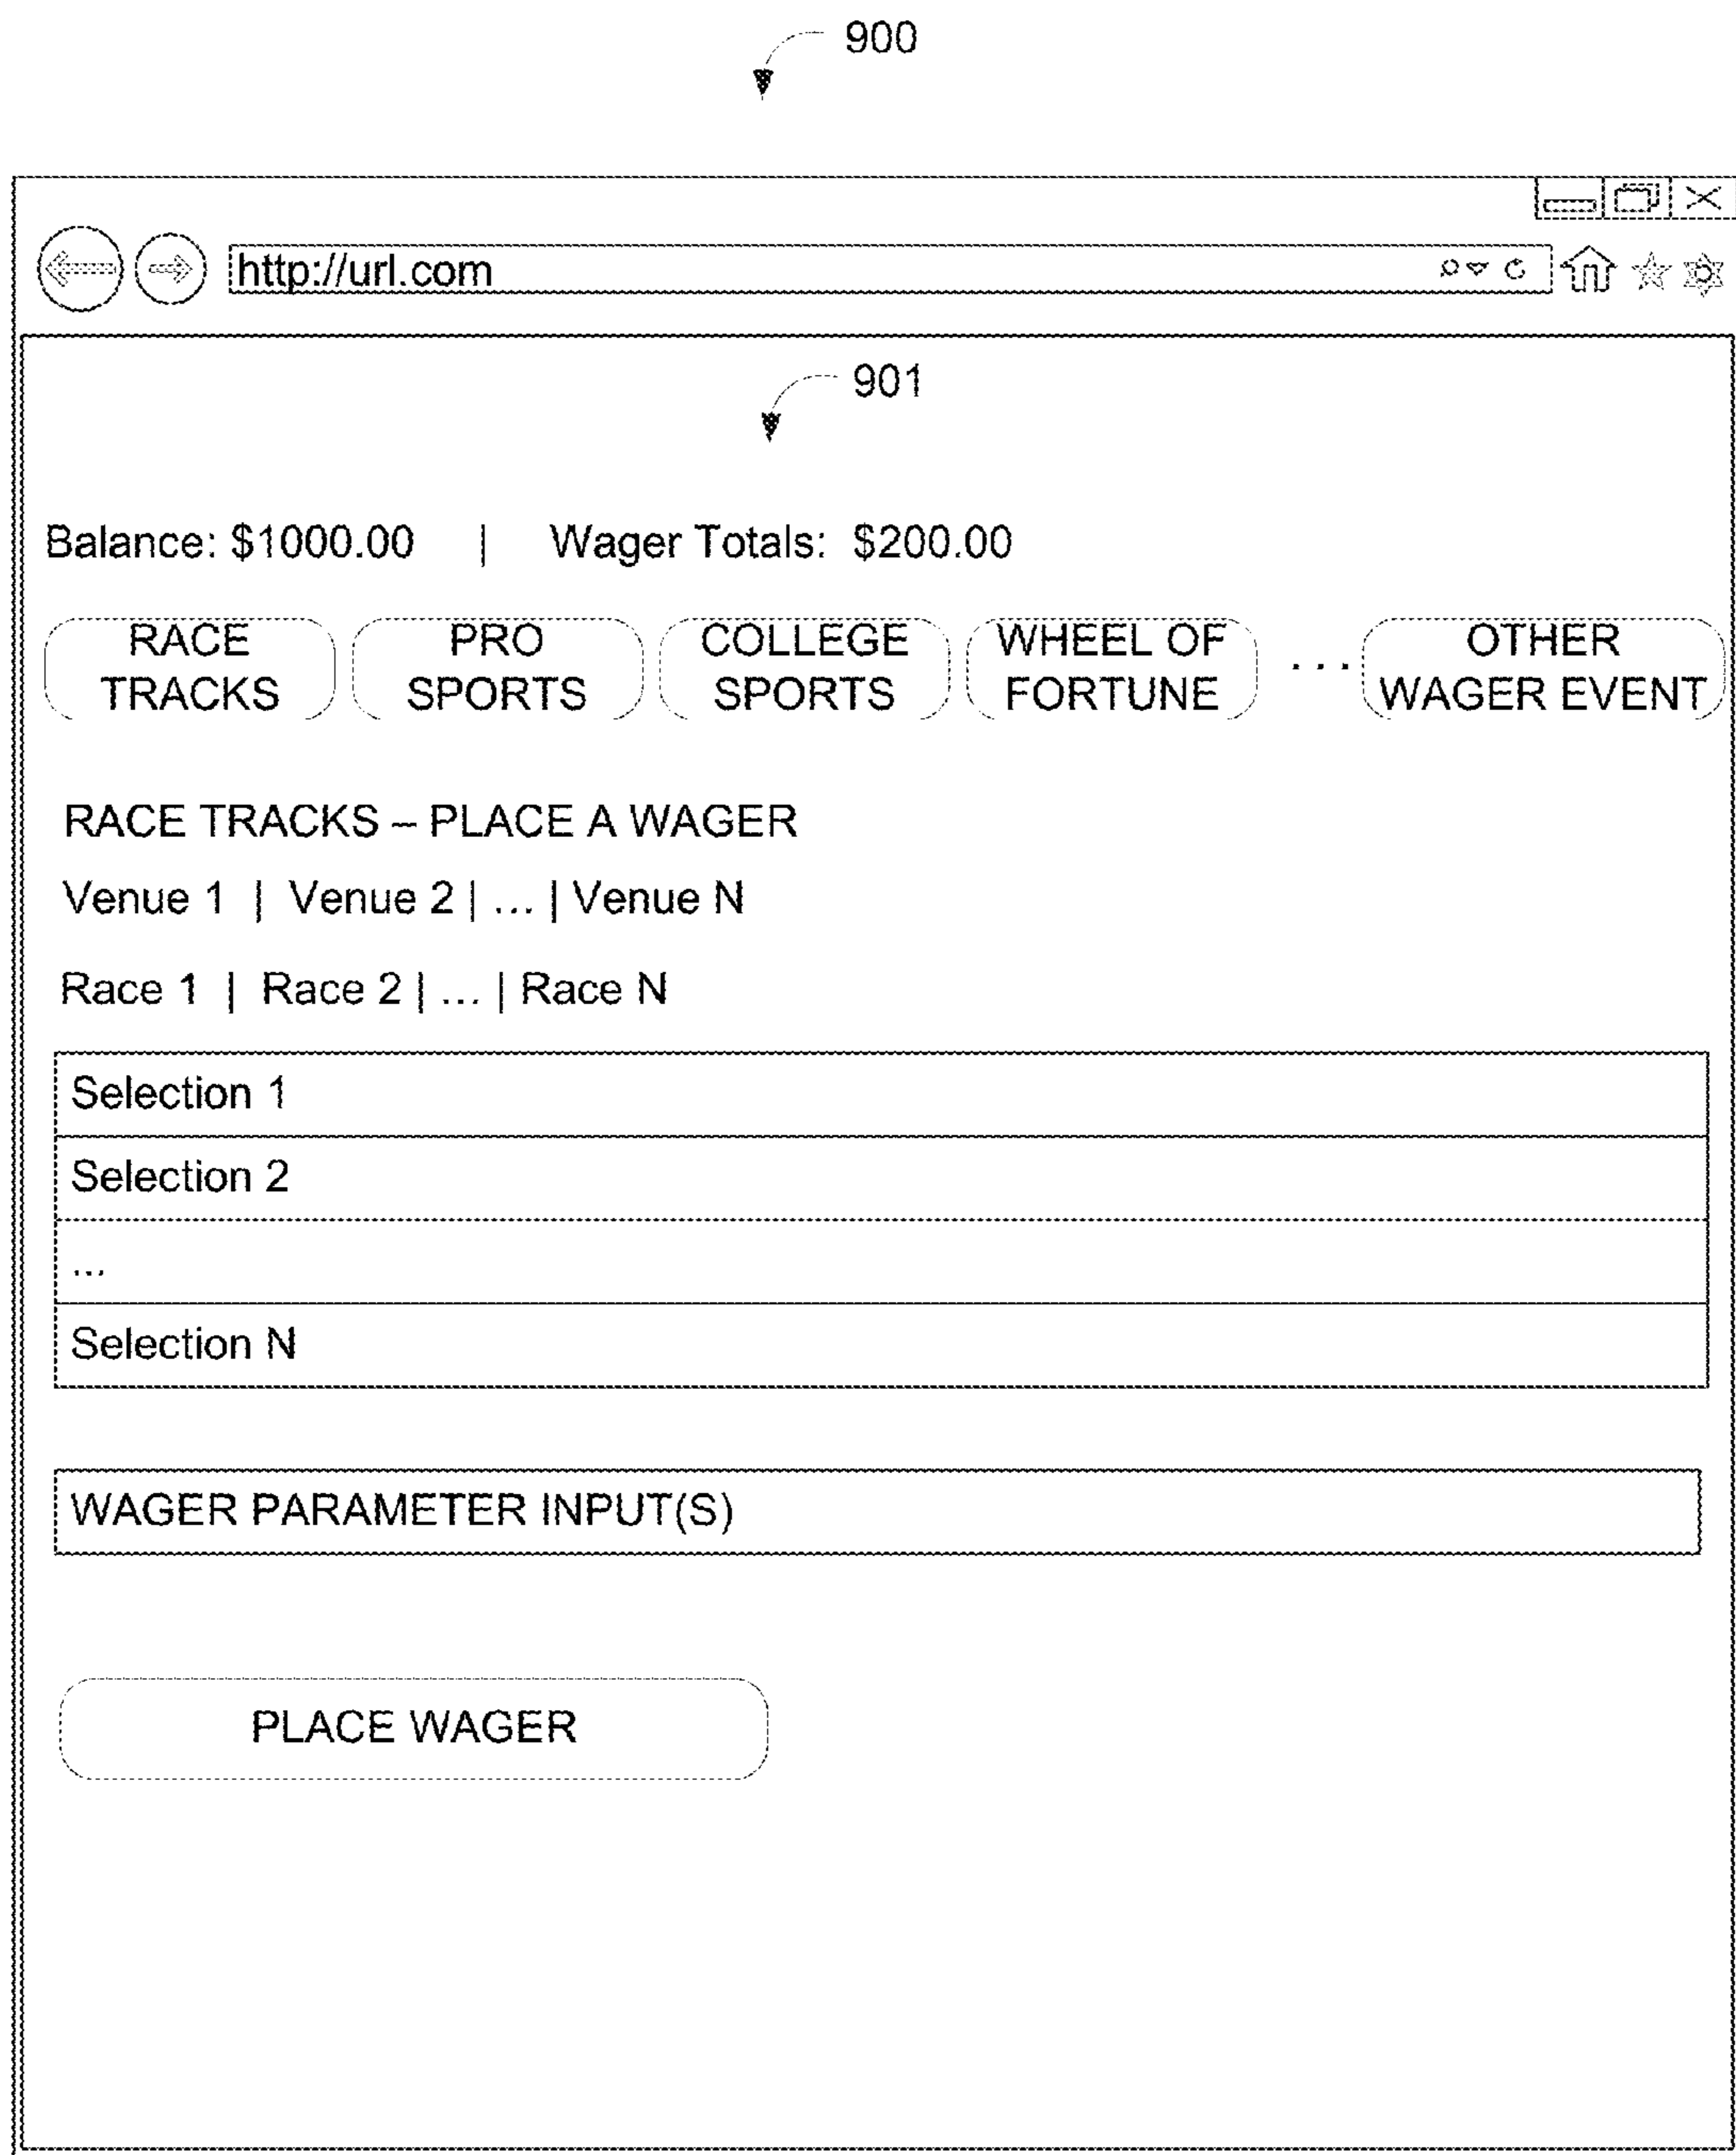 900
http://url.com
901
Balance: $1000.00 | Wager Totals: $200.00
RACE TRACKS
PRO SPORTS
COLLEGE SPORTS
WHEEL OF FORTUNE
...
OTHER WAGER EVENT
RACE TRACKS – PLACE A WAGER
Venue 1 | Venue 2 | ... | Venue N
Race 1 | Race 2 | ... | Race N
Selection 1
Selection 2
...
Selection N
WAGER PARAMETER INPUT(S)
PLACE WAGER